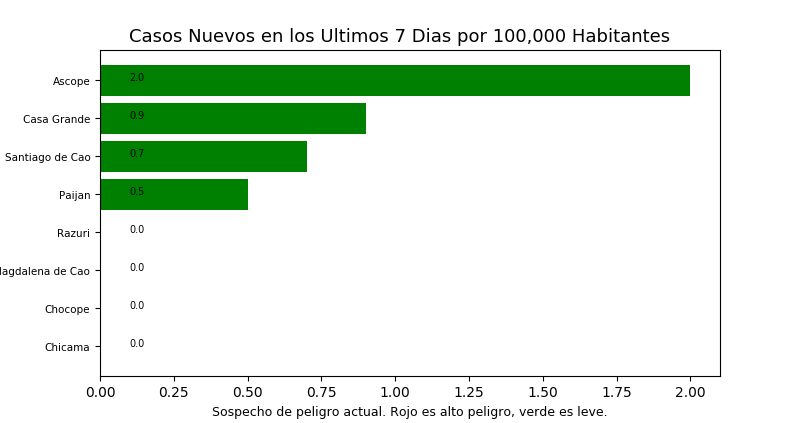 Casos Nuevos en los Ultimos 7 Dias por 100,000 Habitantes
Ascope 2.0
Casa Grande 0.9
Santiago de Cao 0.7
Paijan 0.5
Razuri 0.0
agdalena de Cao 0.0
Chocope 0.0
Chicama 0.0
0.00 0.25 0.50 0.75 1.00 1.25 1.50 1.75 2.00
Sospecho de peligro actual. Rojo es alto peligro, verde es leve.